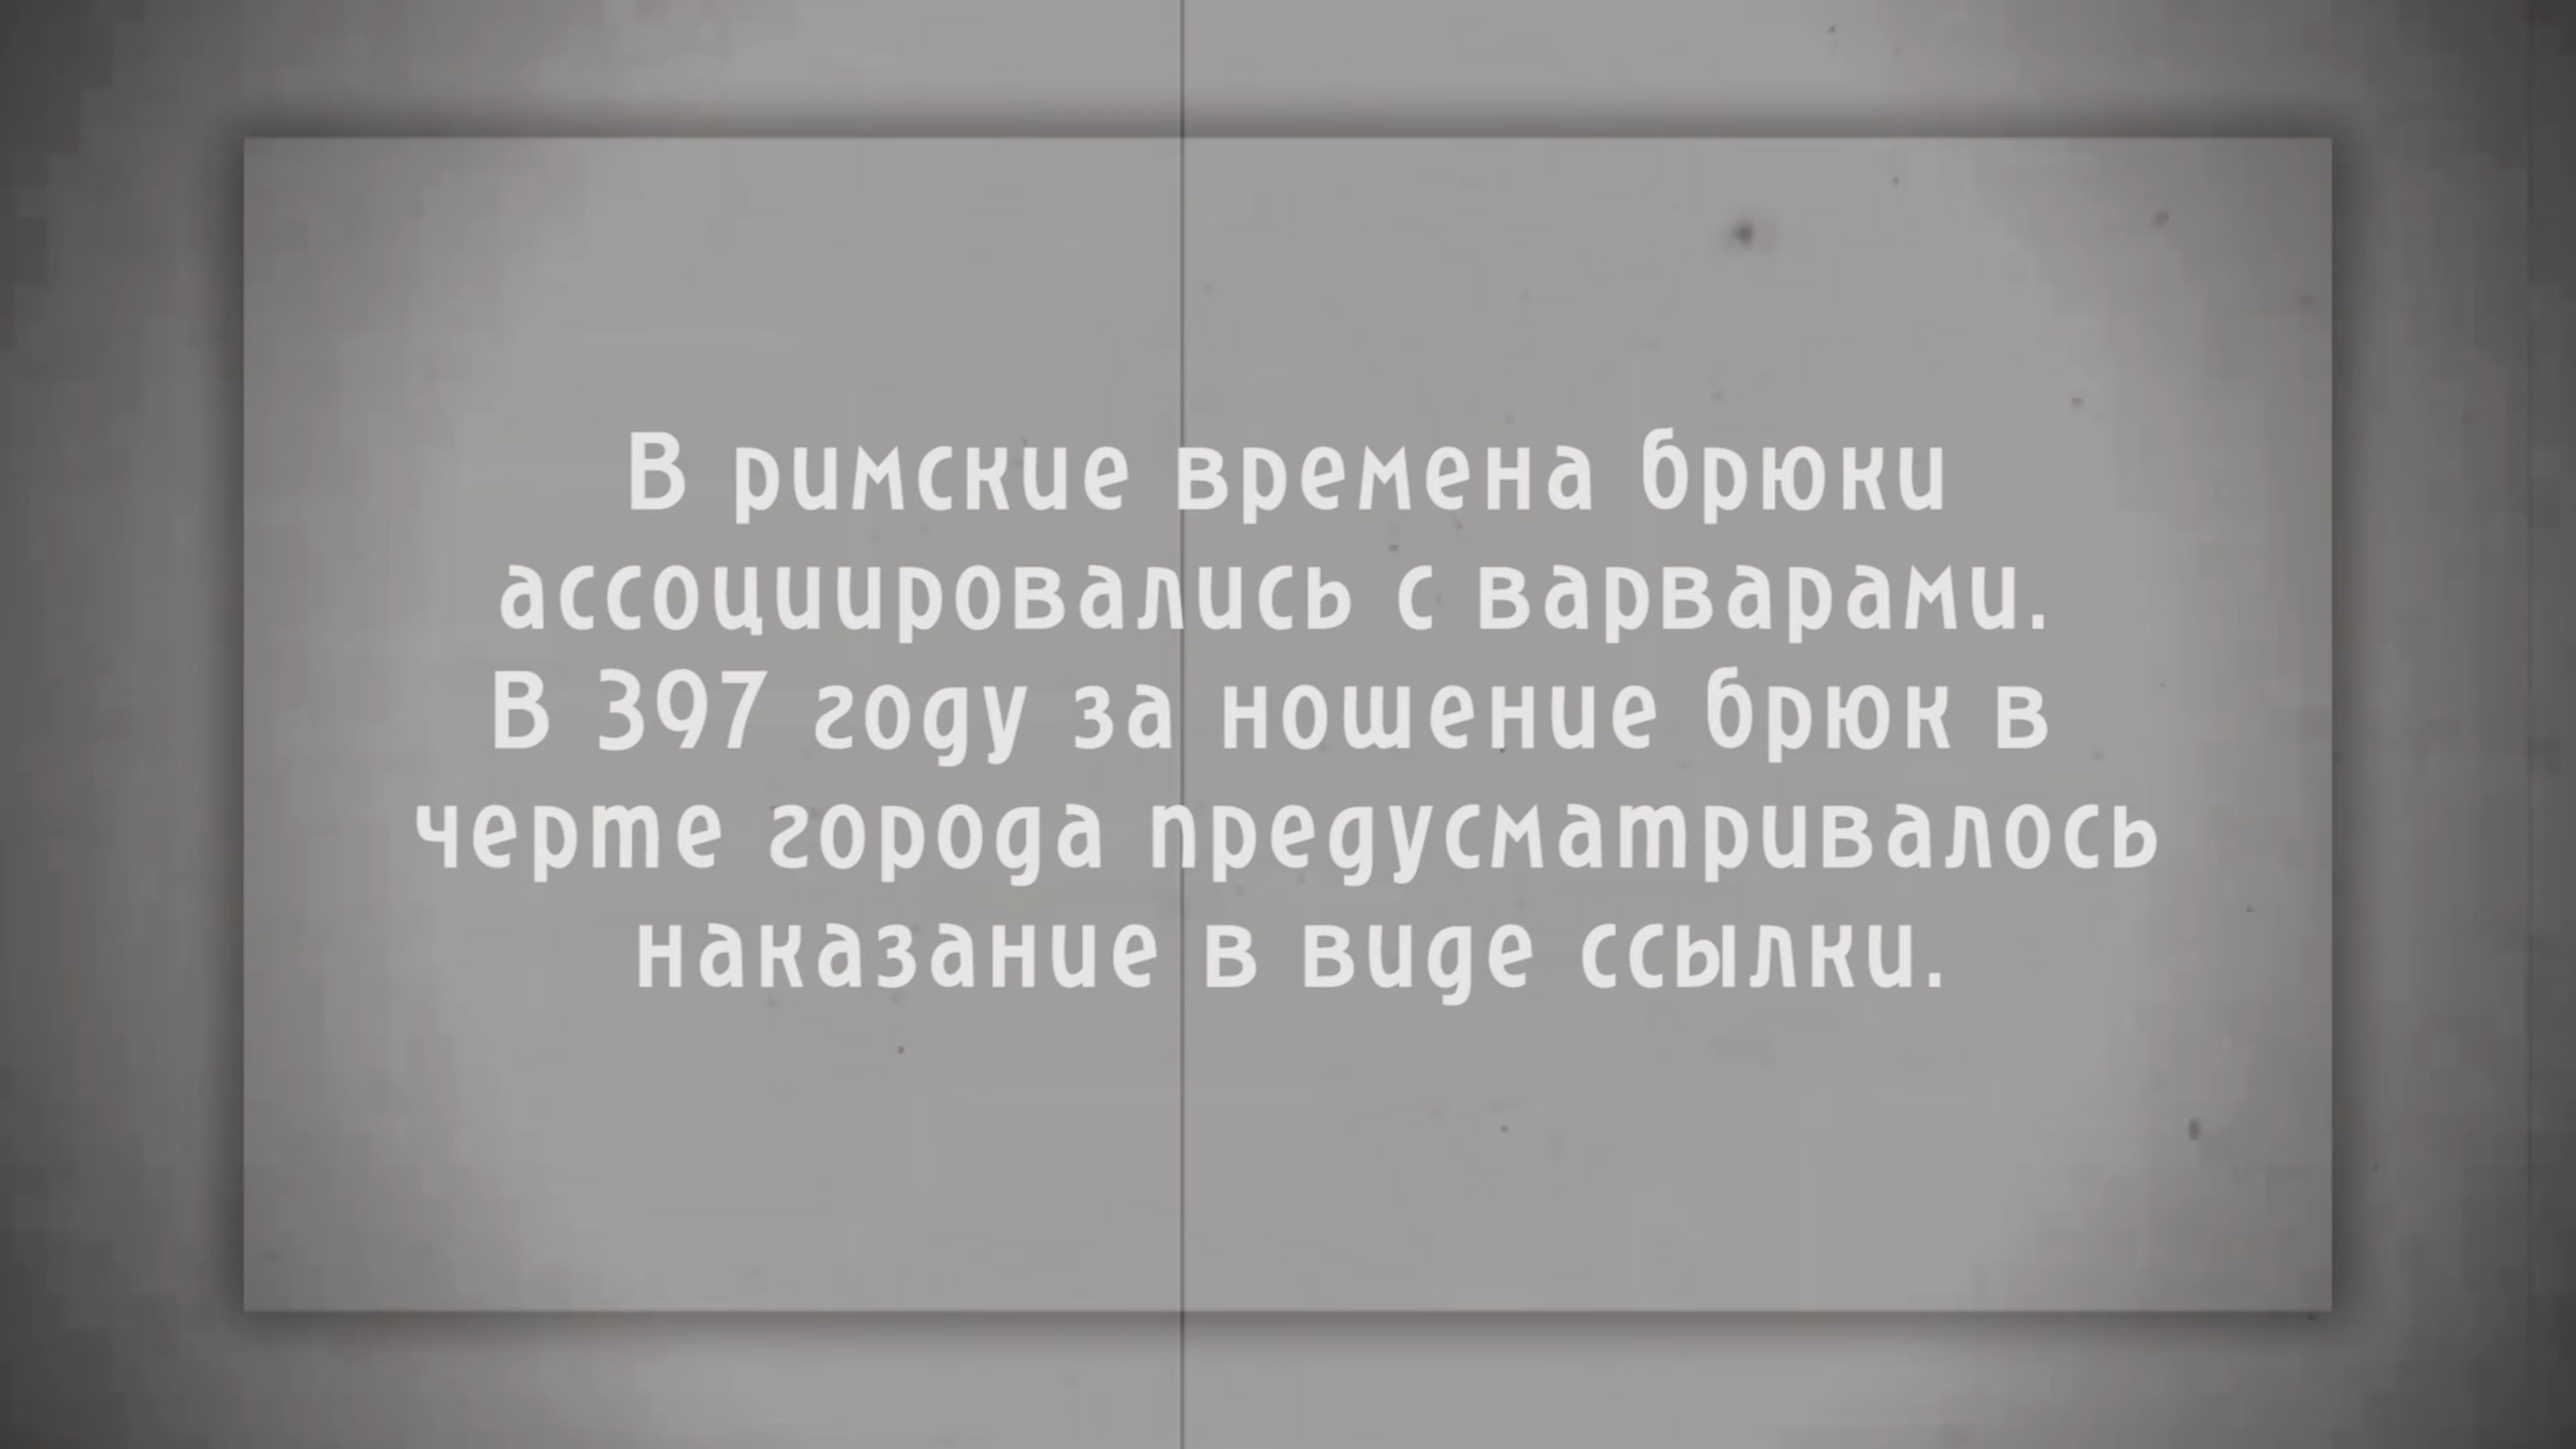 В римские времена брюки
ассоциировались с варварами.
В 397 году за ношение брюк в
черте города предусматривалось
наказание в виде ссылки.